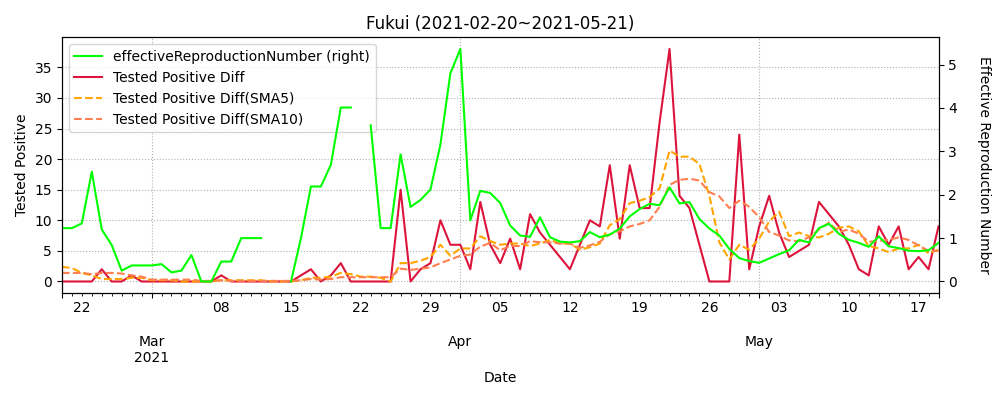 Fukui (2021-02-20~2021-05-21)
effectiveReproductionNumber (right)
Tested Positive Diff
Tested Positive Diff(SMA5)
Tested Positive Diff(SMA10)
Tested Positive
35
30
25
20
15
10
5
0
5
4
3
2
1
0
Effective Reproduction Number
22 08 15 22 29 05 12 19 26 03 10 17
Mar Apr May
2021
Date